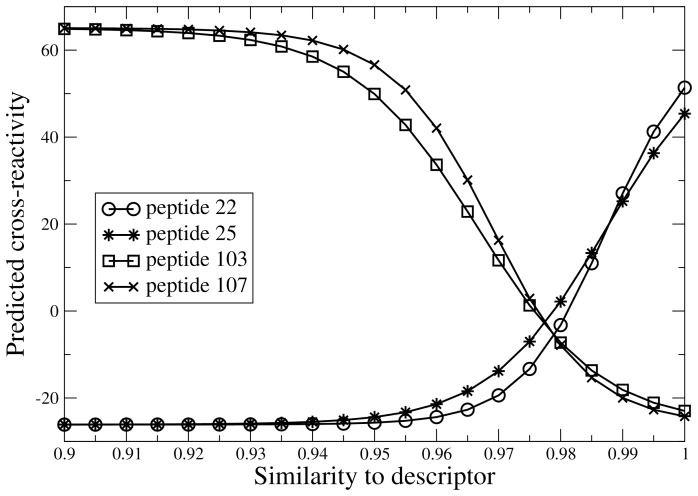 60
40
20
0
-20
Predicted cross-reactivity
peptide 22
peptide 25
peptide 103
peptide 107
0.9 0.91 0.92 0.93 0.94 0.95 0.96 0.97 0.98 0.99 1
Similarity to descriptor